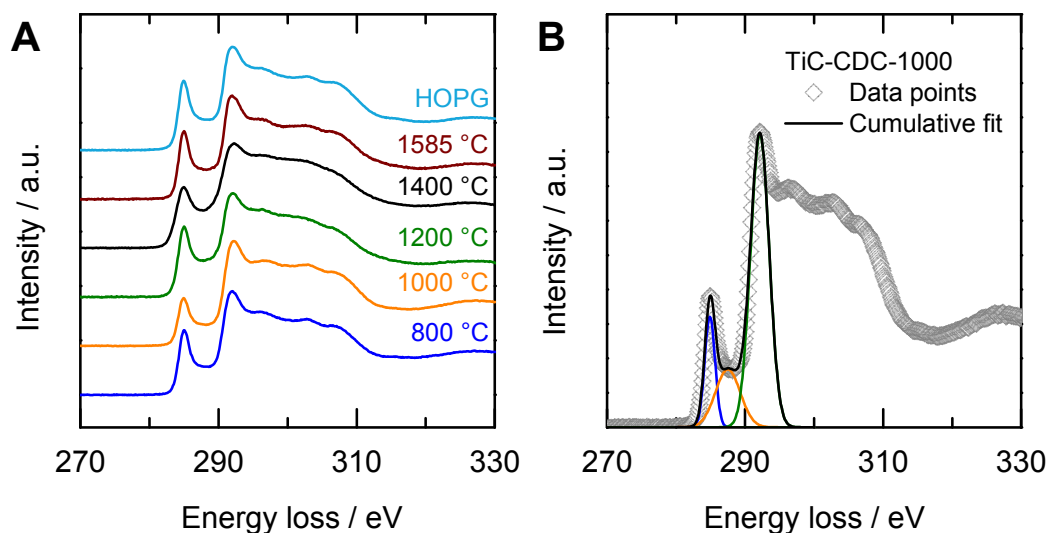 A
HOPG
1585 °C
1400 °C
1200 °C
1000 °C
800 °C
Intensity / a.u.
270 290 310 330
Energy loss / eV
B
TiC-CDC-1000
Data points
Cumulative fit
Intensity / a.u.
270 290 310 330
Energy loss / eV